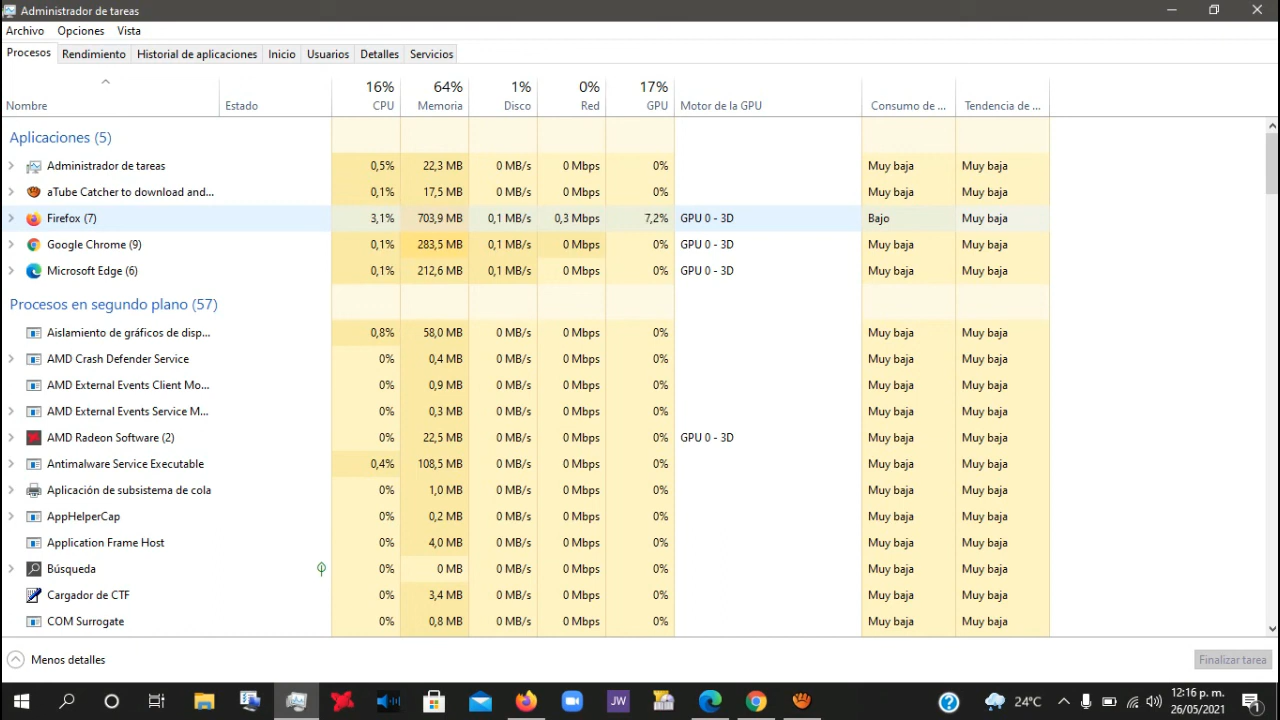 Administrador de tareas
Archivo Opciones Vista
Procesos Rendimiento Historial de aplicaciones Inicio Usuarios Detalles Servicios
16% 64% 1% 0% 17%
Nombre Estado CPU Memoria Disco Red GPU Motor de la GPU Consumo de ... Tendencia de ...
Aplicaciones (5)
Administrador de tareas 0,5% 22,3 MB 0 MB/s 0 Mbps 0% Muy baja Muy baja
aTube Catcher to download and... 0,1% 17,5 MB 0 MB/s 0 Mbps 0% Muy baja Muy baja
Firefox (7) 3,1% 703,9 MB 0,1 MB/s 0,3 Mbps 7,2% GPU 0 - 3D Bajo Muy baja
Google Chrome (9) 0,1% 283,5 MB 0,1 MB/s 0 Mbps 0% GPU 0 - 3D Muy baja Muy baja
Microsoft Edge (6) 0,1% 212,6 MB 0,1 MB/s 0 Mbps 0% GPU 0 - 3D Muy baja Muy baja
Procesos en segundo plano (57)
Aislamiento de gráficos de disp... 0,8% 58,0 MB 0 MB/s 0 Mbps 0% Muy baja Muy baja
AMD Crash Defender Service 0% 0,4 MB 0 MB/s 0 Mbps 0% Muy baja Muy baja
AMD External Events Client Mo... 0% 0,9 MB 0 MB/s 0 Mbps 0% Muy baja Muy baja
AMD External Events Service M... 0% 0,3 MB 0 MB/s 0 Mbps 0% Muy baja Muy baja
AMD Radeon Software (2) 0% 22,5 MB 0 MB/s 0 Mbps 0% GPU 0 - 3D Muy baja Muy baja
Antimalware Service Executable 0,4% 108,5 MB 0 MB/s 0 Mbps 0% Muy baja Muy baja
Aplicación de subsistema de cola 0% 1,0 MB 0 MB/s 0 Mbps 0% Muy baja Muy baja
AppHelperCap 0% 0,2 MB 0 MB/s 0 Mbps 0% Muy baja Muy baja
Application Frame Host 0% 4,0 MB 0 MB/s 0 Mbps 0% Muy baja Muy baja
Búsqueda 0% 0 MB 0 MB/s 0 Mbps 0% Muy baja Muy baja
Cargador de CTF 0% 3,4 MB 0 MB/s 0 Mbps 0% Muy baja Muy baja
COM Surrogate 0% 0,8 MB 0 MB/s 0 Mbps 0% Muy baja Muy baja
Menos detalles Finalizar tarea
JW 24°C 12:16 p. m.
26/05/2021 1